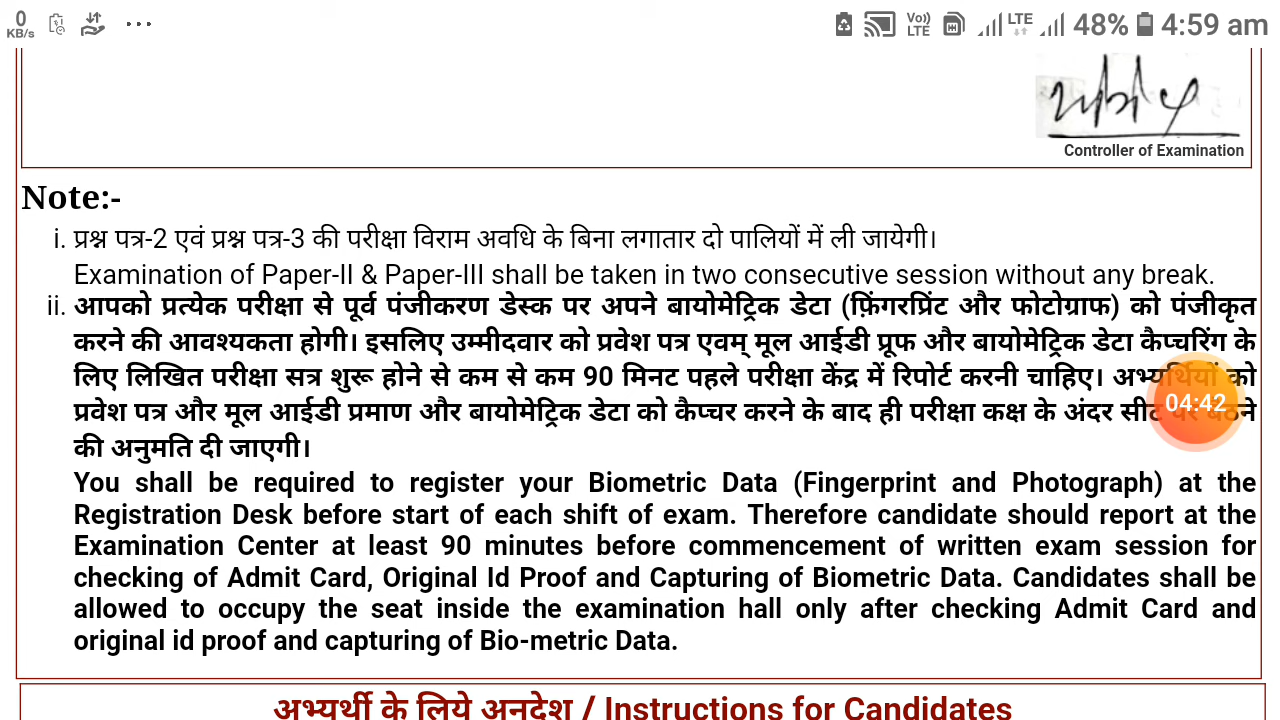 0
KB/s
Vo))
LTE
LTE
48%
4:59 am
Controller of Examination
Note:-
i. प्रश्न पत्र-2 एवं प्रश्न पत्र-3 की परीक्षा विराम अवधि के बिना लगातार दो पालियों में ली जायेगी।
Examination of Paper-II & Paper-III shall be taken in two consecutive session without any break.
ii. आपको प्रत्येक परीक्षा से पूर्व पंजीकरण डेस्क पर अपने बायोमेट्रिक डेटा (फ़िंगरप्रिंट और फोटोग्राफ) को पंजीकृत
करने की आवश्यकता होगी। इसलिए उम्मीदवार को प्रवेश पत्र एवम् मूल आईडी प्रूफ और बायोमेट्रिक डेटा कैप्चरिंग के
लिए लिखित परीक्षा सत्र शुरू होने से कम से कम 90 मिनट पहले परीक्षा केंद्र में रिपोर्ट करनी चाहिए। अभ्यर्थियों को
प्रवेश पत्र और मूल आईडी प्रमाण और बायोमेट्रिक डेटा को कैप्चर करने के बाद ही परीक्षा कक्ष के अंदर सीट पर बैठने
04:42
की अनुमति दी जाएगी।
You shall be required to register your Biometric Data (Fingerprint and Photograph) at the
Registration Desk before start of each shift of exam. Therefore candidate should report at the
Examination Center at least 90 minutes before commencement of written exam session for
checking of Admit Card, Original Id Proof and Capturing of Biometric Data. Candidates shall be
allowed to occupy the seat inside the examination hall only after checking Admit Card and
original id proof and capturing of Bio-metric Data.
अभ्यर्थी के लिये अनुदेश / Instructions for Candidates